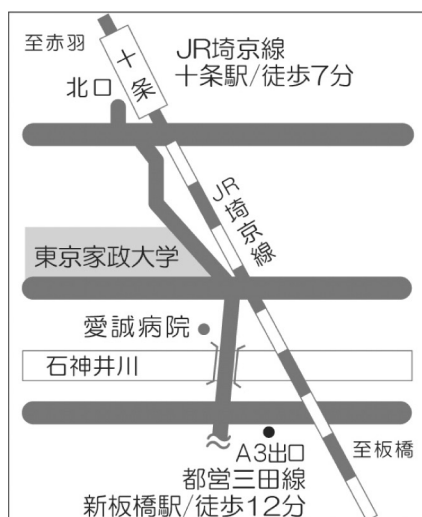 至赤羽
十条
JR埼京線
十条駅/徒歩7分
北口
JR埼京線
東京家政大学
愛誠病院
石神井川
A3出口
至板橋
都営三田線
新板橋駅/徒歩12分